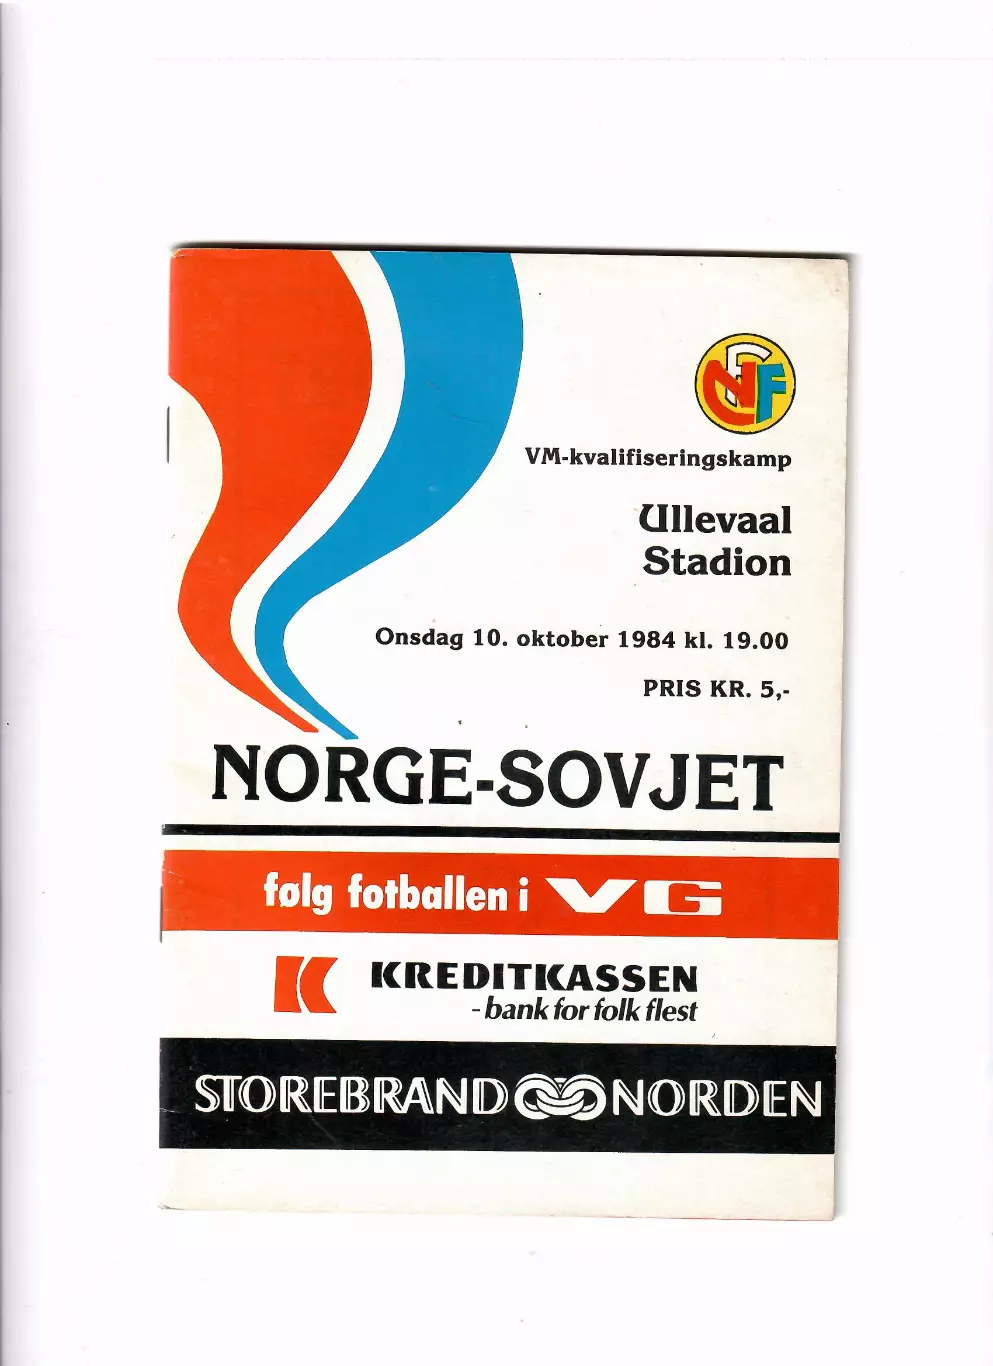 NFF
VM-kvalifiseringskamp
Ullevaal
Stadion
Onsdag 10. oktober 1984 kl. 19.00
PRIS KR. 5,-
NORGE-SOVJET
følg fotballen i VG
K KREDITKASSEN
- bank for folk flest
STOREBRAND NORDEN